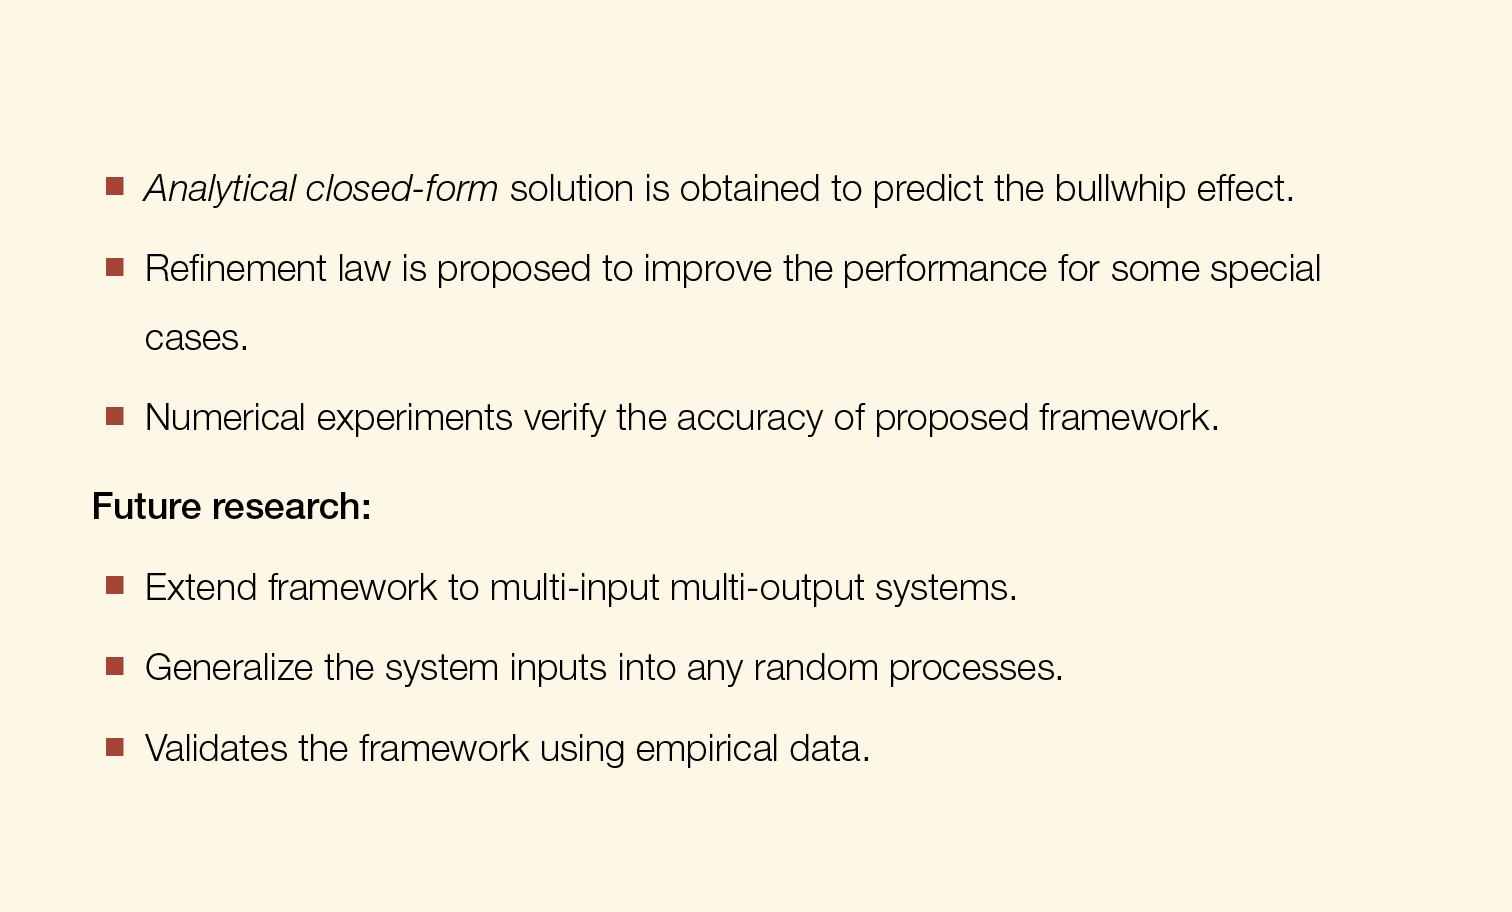 Analytical closed-form solution is obtained to predict the bullwhip effect.
Refinement law is proposed to improve the performance for some special
cases.
Numerical experiments verify the accuracy of proposed framework.
Future research:
Extend framework to multi-input multi-output systems.
Generalize the system inputs into any random processes.
Validates the framework using empirical data.